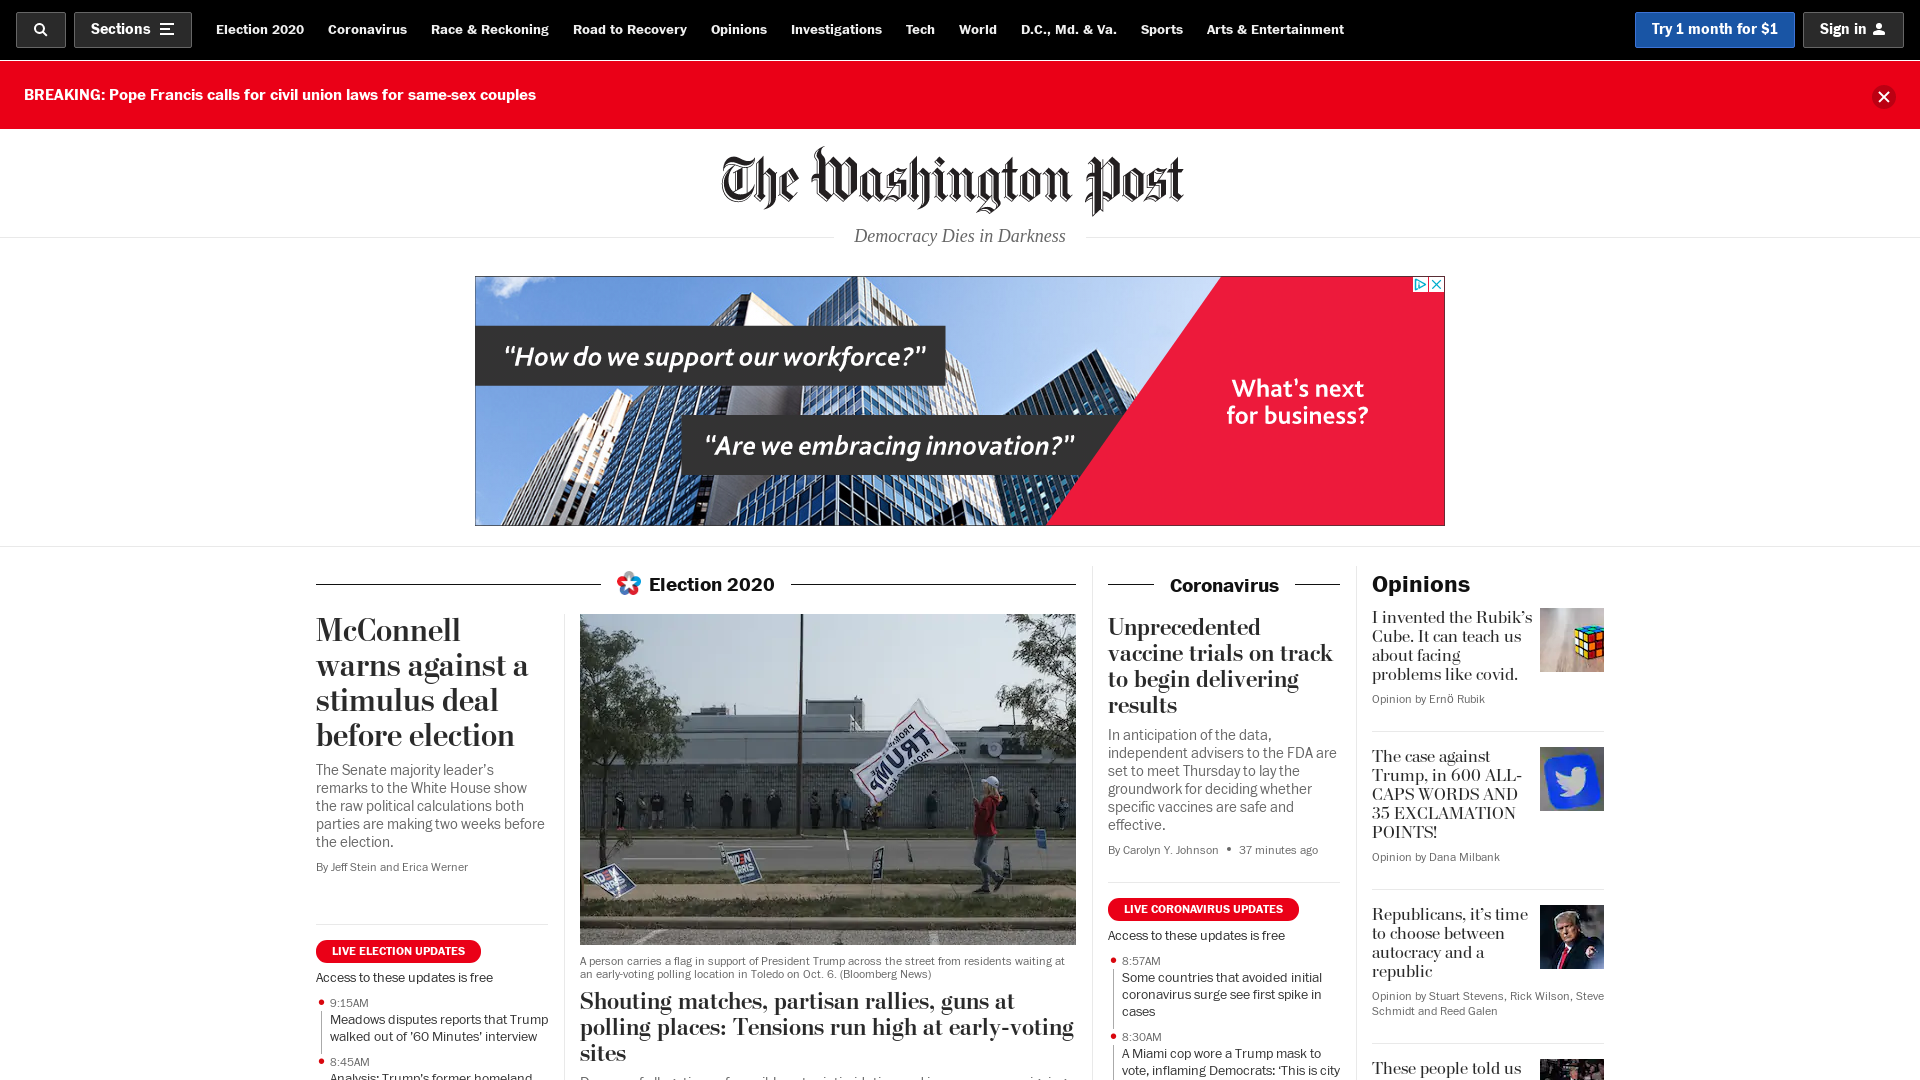 Sections
Election 2020
Coronavirus
Race & Reckoning
Road to Recovery
Opinions
Investigations
Tech
World
D.C., Md. & Va.
Sports
Arts & Entertainment
Try 1 month for $1
Sign in
BREAKING: Pope Francis calls for civil union laws for same-sex couples
The Washington Post
Democracy Dies in Darkness
“How do we support our workforce?”
“Are we embracing innovation?”
What’s next
for business?
Election 2020
McConnell
warns against a
stimulus deal
before election
The Senate majority leader’s
remarks to the White House show
the raw political calculations both
parties are making two weeks before
the election.
By Jeff Stein and Erica Werner
LIVE ELECTION UPDATES
Access to these updates is free
9:15AM
Meadows disputes reports that Trump
walked out of ’60 Minutes’ interview
8:45AM
Analysis: Trump’s former homeland
TRUMP
BIDEN
BIDEN
A person carries a flag in support of President Trump across the street from residents waiting at
an early-voting polling location in Toledo on Oct. 6. (Bloomberg News)
Shouting matches, partisan rallies, guns at
polling places: Tensions run high at early-voting
sites
Coronavirus
Unprecedented
vaccine trials on track
to begin delivering
results
In anticipation of the data,
independent advisers to the FDA are
set to meet Thursday to lay the
groundwork for deciding whether
specific vaccines are safe and
effective.
By Carolyn Y. Johnson • 37 minutes ago
LIVE CORONAVIRUS UPDATES
Access to these updates is free
8:57AM
Some countries that avoided initial
coronavirus surge see first spike in
cases
8:30AM
A Miami cop wore a Trump mask to
vote, inflaming Democrats: ‘This is city
Opinions
I invented the Rubik’s
Cube. It can teach us
about facing
problems like covid.
Opinion by Ernö Rubik
The case against
Trump, in 600 ALL-
CAPS WORDS AND
35 EXCLAMATION
POINTS!
Opinion by Dana Milbank
Republicans, it’s time
to choose between
autocracy and a
republic
Opinion by Stuart Stevens, Rick Wilson, Steve
Schmidt and Reed Galen
These people told us